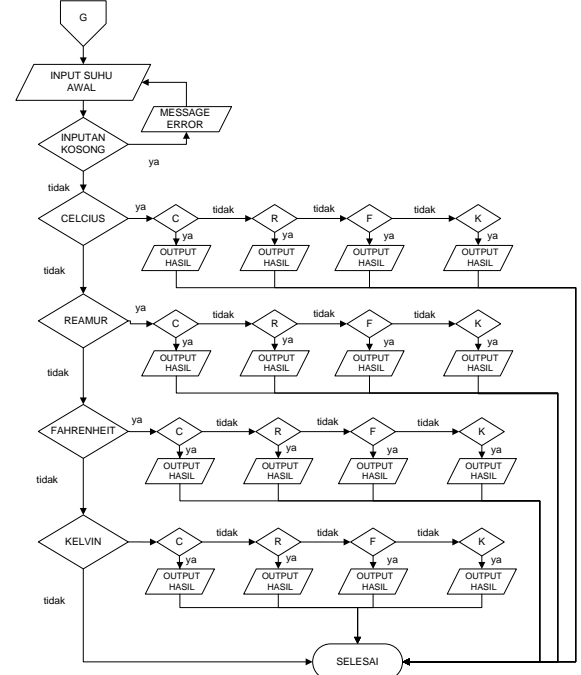 G
INPUT SUHU
AWAL
MESSAGE
ERROR
INPUTAN
KOSONG
ya
tidak
CELCIUS
ya
C
tidak
R
tidak
F
tidak
K
ya
ya
ya
ya
OUTPUT
HASIL
OUTPUT
HASIL
OUTPUT
HASIL
OUTPUT
HASIL
tidak
REAMUR
ya
C
tidak
R
tidak
F
tidak
K
ya
ya
ya
ya
OUTPUT
HASIL
OUTPUT
HASIL
OUTPUT
HASIL
OUTPUT
HASIL
tidak
FAHRENHEIT
ya
C
tidak
R
tidak
F
tidak
K
ya
ya
ya
ya
OUTPUT
HASIL
OUTPUT
HASIL
OUTPUT
HASIL
OUTPUT
HASIL
tidak
KELVIN
C
tidak
R
tidak
F
tidak
K
ya
ya
ya
ya
OUTPUT
HASIL
OUTPUT
HASIL
OUTPUT
HASIL
OUTPUT
HASIL
tidak
SELESAI